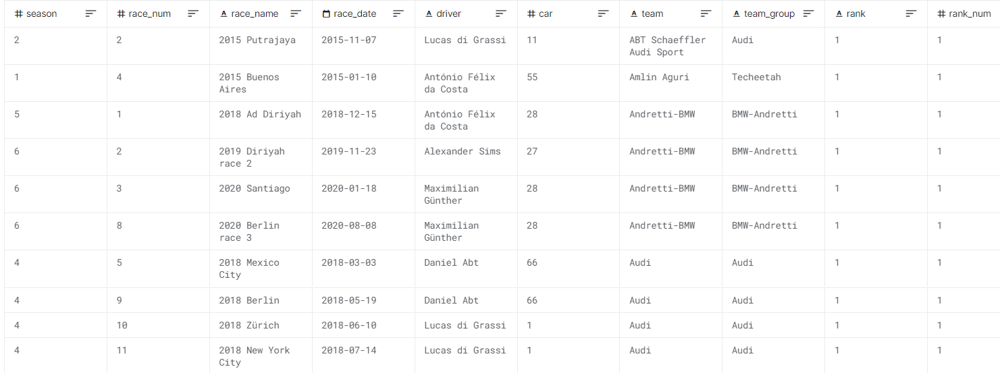 season race_num race_name race_date driver car team team_group rank rank_num
2 2 2015 Putrajaya 2015-11-07 Lucas di Grassi 11 ABT Schaeffler Audi 1 1
Audi Sport
1 4 2015 Buenos 2015-01-10 António Félix 55 Amlin Aguri Techeetah 1 1
Aires da Costa
5 1 2018 Ad Diriyah 2018-12-15 António Félix 28 Andretti-BMW BMW-Andretti 1 1
da Costa
6 2 2019 Diriyah 2019-11-23 Alexander Sims 27 Andretti-BMW BMW-Andretti 1 1
race 2
6 3 2020 Santiago 2020-01-18 Maximilian 28 Andretti-BMW BMW-Andretti 1 1
Günther
6 8 2020 Berlin 2020-08-08 Maximilian 28 Andretti-BMW BMW-Andretti 1 1
race 3 Günther
4 5 2018 Mexico 2018-03-03 Daniel Abt 66 Audi Audi 1 1
City
4 9 2018 Berlin 2018-05-19 Daniel Abt 66 Audi Audi 1 1
4 10 2018 Zürich 2018-06-10 Lucas di Grassi 1 Audi Audi 1 1
4 11 2018 New York 2018-07-14 Lucas di Grassi 1 Audi Audi 1 1
City